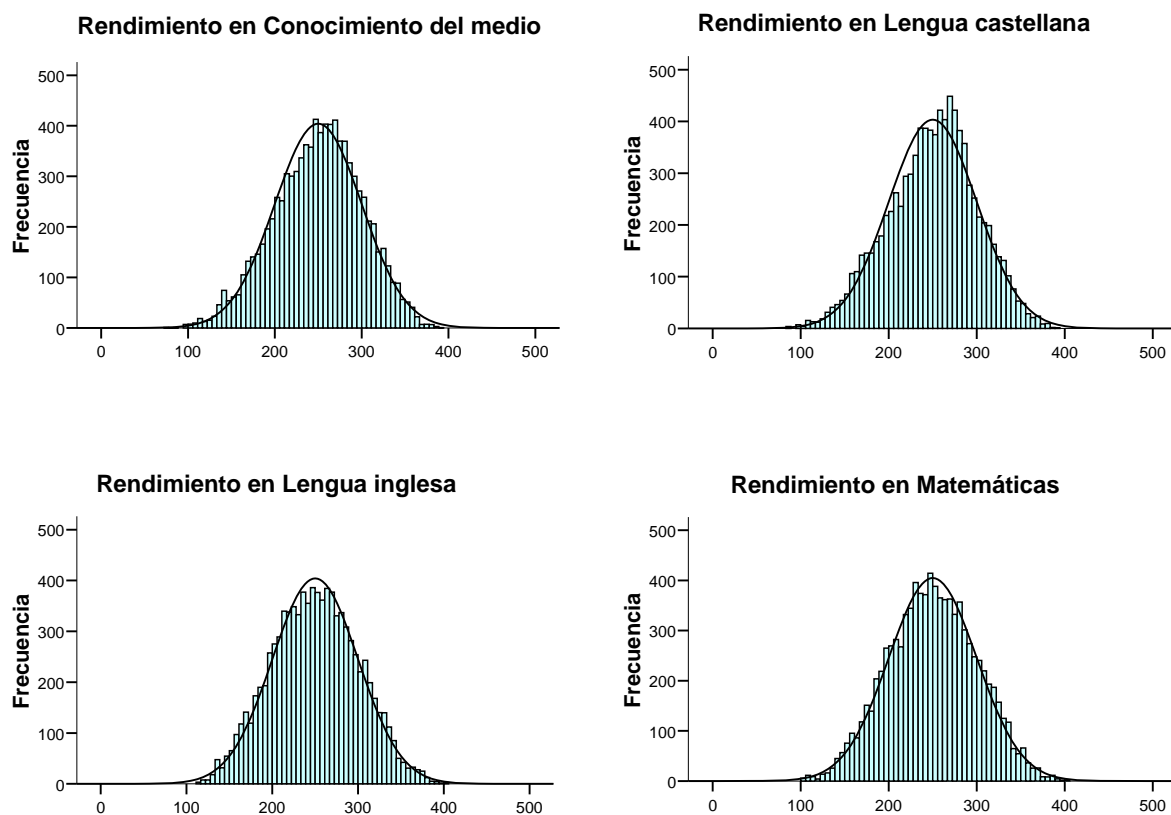 Rendimiento en Conocimiento del medio
500
400
300
200
100
0
Frecuencia
0 100 200 300 400 500
Rendimiento en Lengua castellana
500
400
300
200
100
0
Frecuencia
0 100 200 300 400 500
Rendimiento en Lengua inglesa
500
400
300
200
100
0
Frecuencia
0 100 200 300 400 500
Rendimiento en Matemáticas
500
400
300
200
100
0
Frecuencia
0 100 200 300 400 500